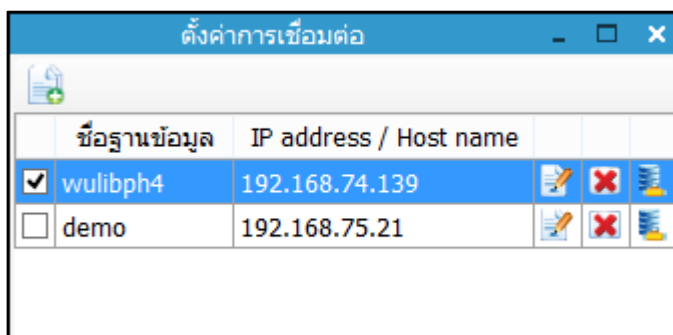 ตั้งค่าการเชื่อมต่อ
ชื่อฐานข้อมูล IP address / Host name
wulibph4 192.168.74.139
demo 192.168.75.21